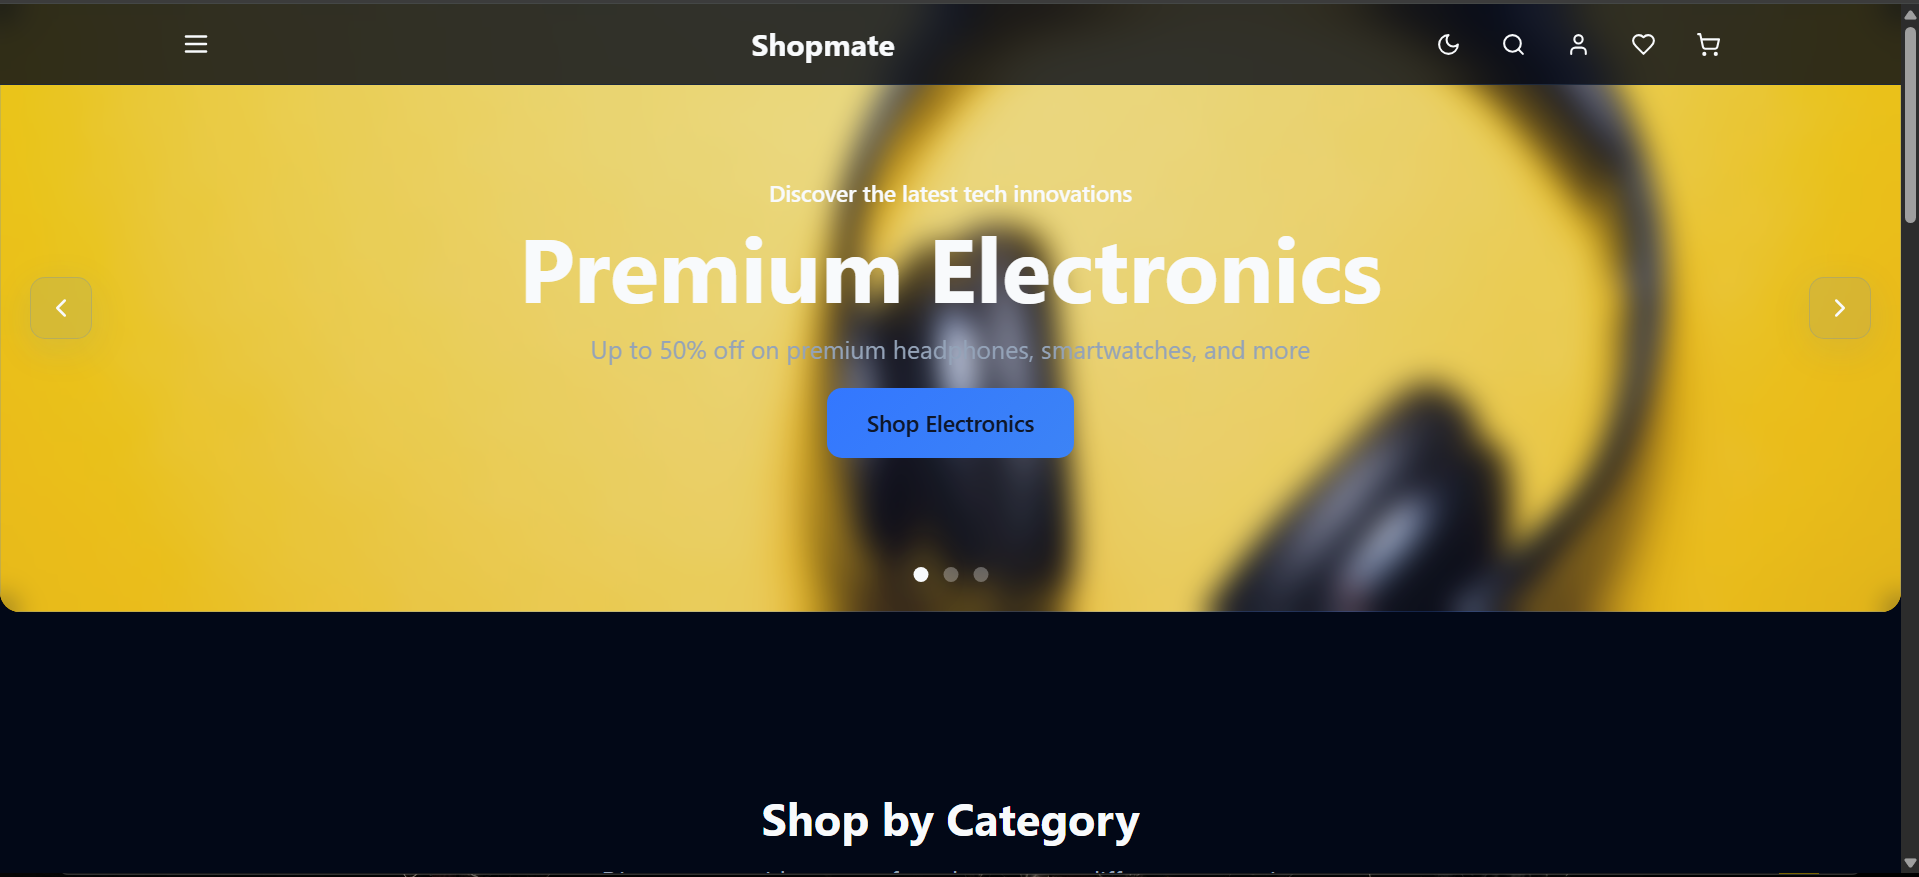 Shopmate
Discover the latest tech innovations
Premium Electronics
Up to 50% off on premium headphones, smartwatches, and more
Shop Electronics
Shop by Category